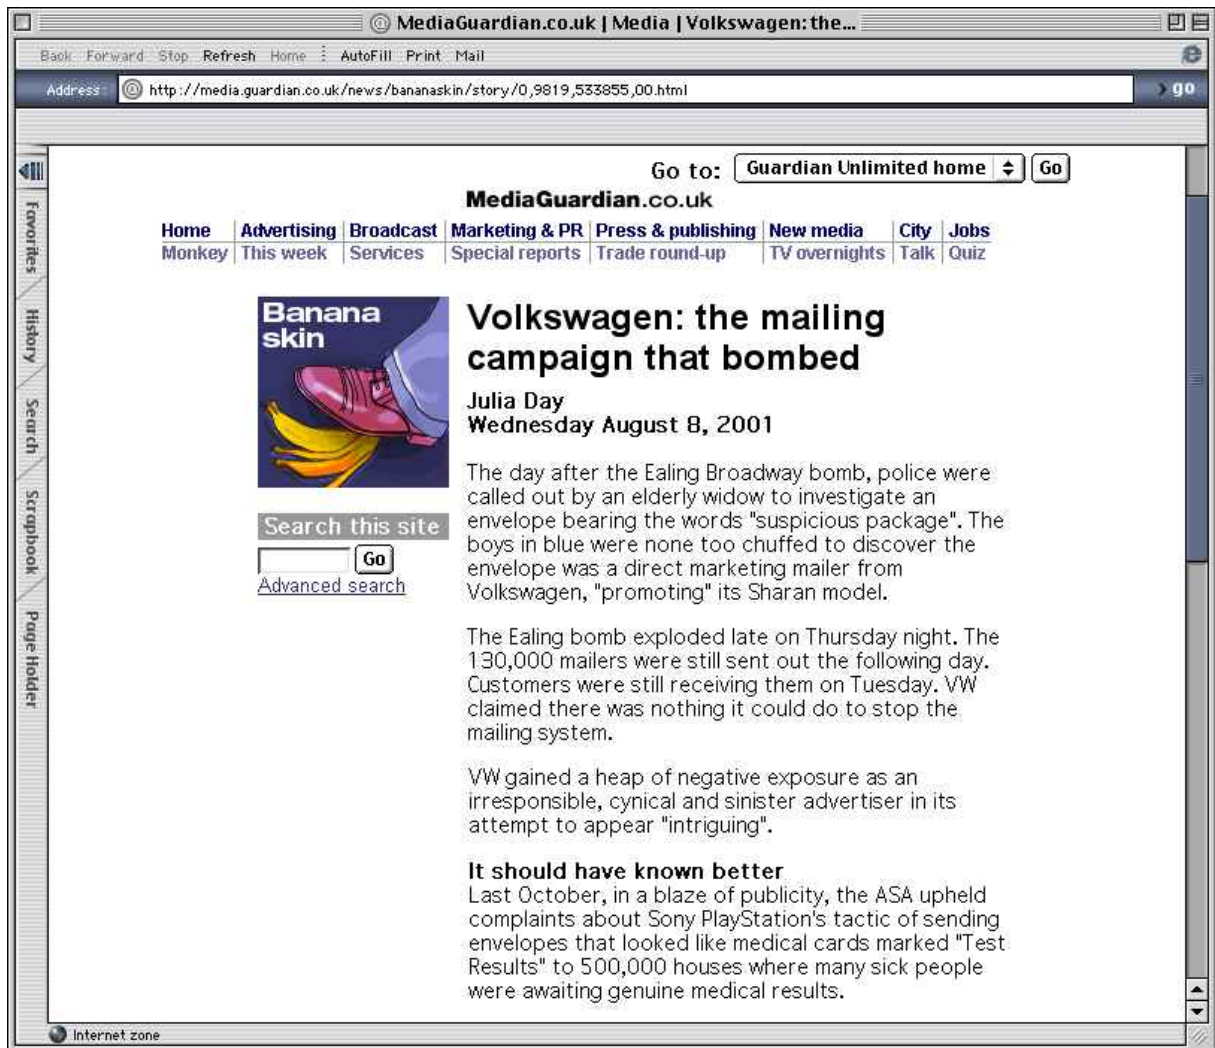 MediaGuardian.co.uk | Media | Volkswagen: the...
Back Forward Stop Refresh Home AutoFill Print Mail
Address: http://media.guardian.co.uk/news/bananaskin/story/0,9819,533855,00.html go
Go to: Guardian Unlimited home Go
MediaGuardian.co.uk
Home Advertising Broadcast Marketing & PR Press & publishing New media City Jobs
Monkey This week Services Special reports Trade round-up TV overnights Talk Quiz
Favorites
History
Search
Scrapbook
Page Holder
Banana
skin
Search this site
Go
Advanced search
Volkswagen: the mailing
campaign that bombed
Julia Day
Wednesday August 8, 2001
The day after the Ealing Broadway bomb, police were
called out by an elderly widow to investigate an
envelope bearing the words "suspicious package". The
boys in blue were none too chuffed to discover the
envelope was a direct marketing mailer from
Volkswagen, "promoting" its Sharan model.
The Ealing bomb exploded late on Thursday night. The
130,000 mailers were still sent out the following day.
Customers were still receiving them on Tuesday. VW
claimed there was nothing it could do to stop the
mailing system.
VW gained a heap of negative exposure as an
irresponsible, cynical and sinister advertiser in its
attempt to appear "intriguing".
It should have known better
Last October, in a blaze of publicity, the ASA upheld
complaints about Sony PlayStation's tactic of sending
envelopes that looked like medical cards marked "Test
Results" to 500,000 houses where many sick people
were awaiting genuine medical results.
Internet zone